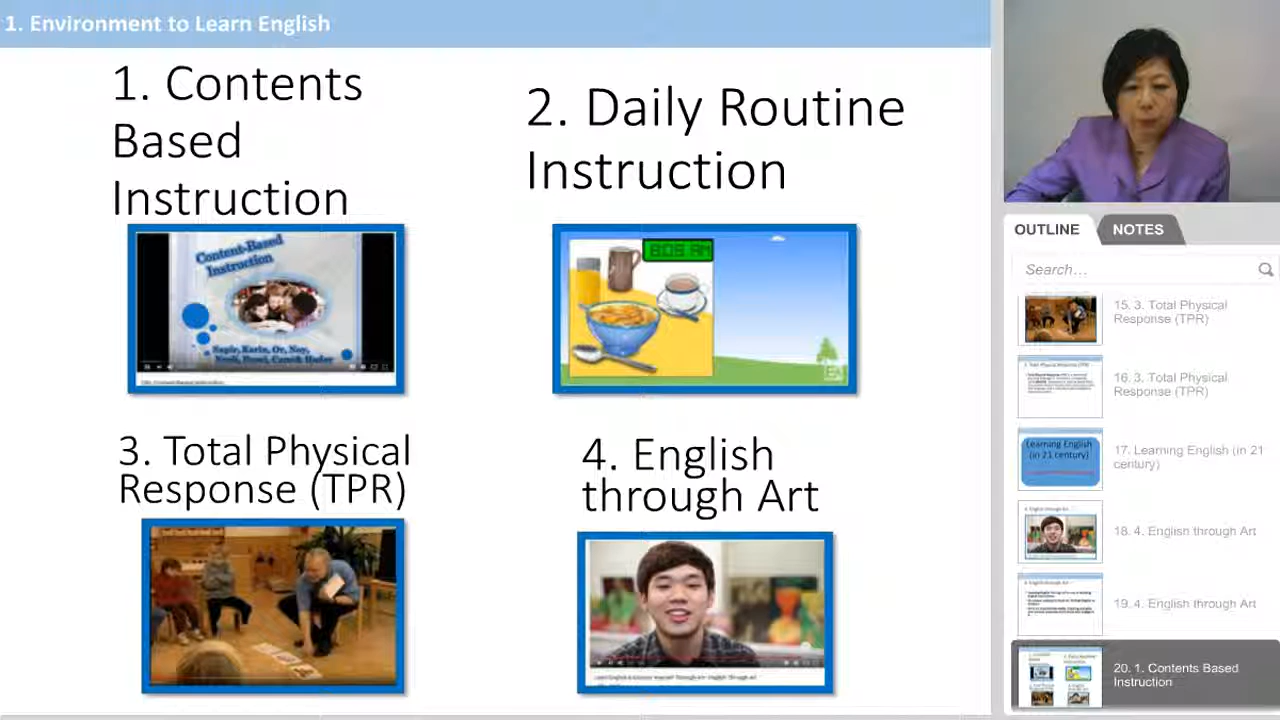 1. Environment to Learn English
1. Contents
Based
Instruction
2. Daily Routine
Instruction
Content-Based
Instruction
8:05 AM
3. Total Physical
Response (TPR)
4. English
through Art
OUTLINE
NOTES
Search...
15. 3. Total Physical
Response (TPR)
16. 3. Total Physical
Response (TPR)
Learning English
(in 21 century)
17. Learning English (in 21
century)
18. 4. English through Art
19. 4. English through Art
20. 1. Contents Based
Instruction